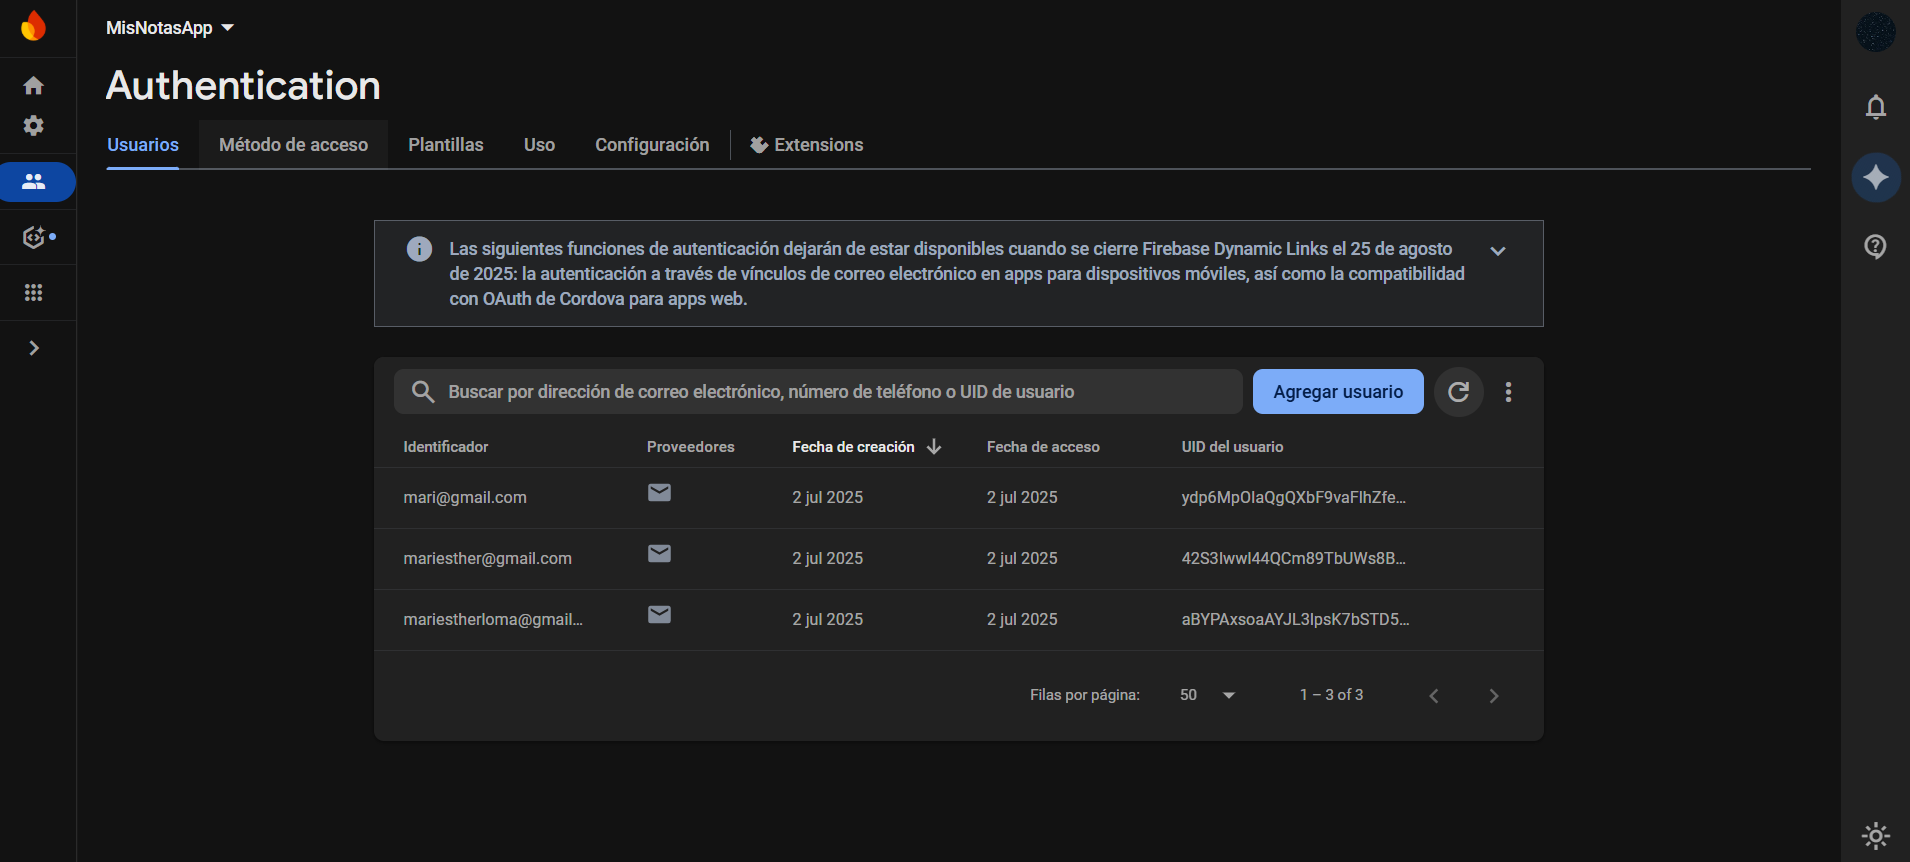 MisNotasApp
Authentication
Usuarios Método de acceso Plantillas Uso Configuración Extensions
Las siguientes funciones de autenticación dejarán de estar disponibles cuando se cierre Firebase Dynamic Links el 25 de agosto
de 2025: la autenticación a través de vínculos de correo electrónico en apps para dispositivos móviles, así como la compatibilidad
con OAuth de Cordova para apps web.
Buscar por dirección de correo electrónico, número de teléfono o UID de usuario Agregar usuario
Identificador Proveedores Fecha de creación Fecha de acceso UID del usuario
mari@gmail.com 2 jul 2025 2 jul 2025 ydp6MpOlaQgQXbF9vaFlhZfe...
mariesther@gmail.com 2 jul 2025 2 jul 2025 42S3lwwl44QCm89TbUWs8B...
mariestherloma@gmail... 2 jul 2025 2 jul 2025 aBYPAxsoaAYJL3lpsK7bSTD5...
Filas por página: 50 1 – 3 of 3